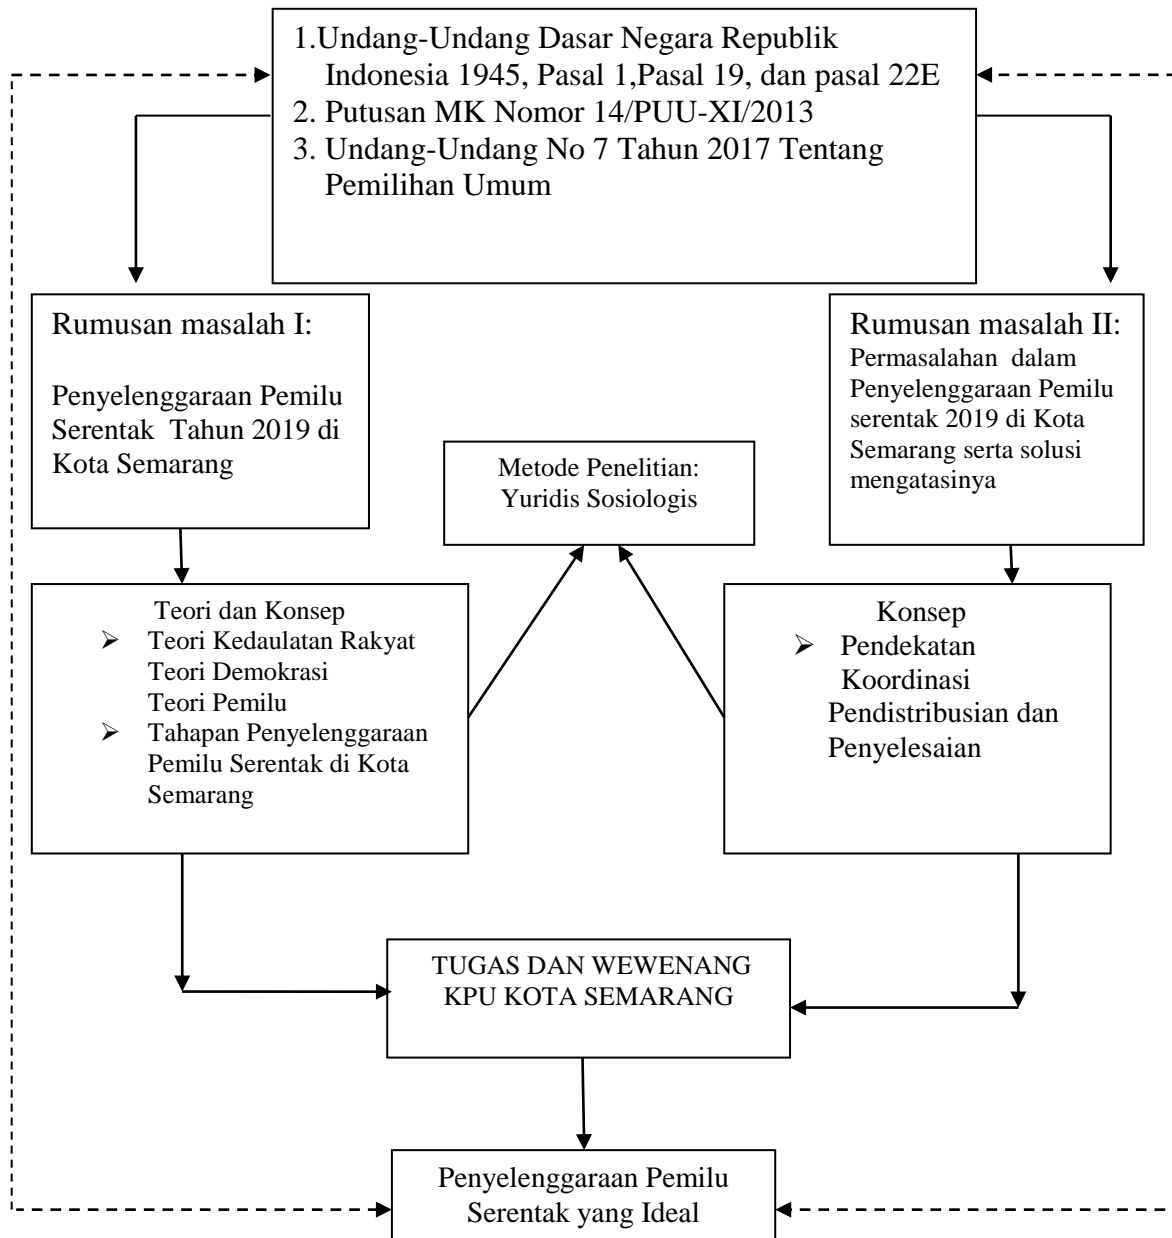 1.Undang-Undang Dasar Negara Republik
Indonesia 1945, Pasal 1,Pasal 19, dan pasal 22E
2. Putusan MK Nomor 14/PUU-XI/2013
3. Undang-Undang No 7 Tahun 2017 Tentang
Pemilihan Umum
Rumusan masalah I:
Penyelenggaraan Pemilu
Serentak Tahun 2019 di
Kota Semarang
Rumusan masalah II:
Permasalahan dalam
Penyelenggaraan Pemilu
serentak 2019 di Kota
Semarang serta solusi
mengatasinya
Metode Penelitian:
Yuridis Sosiologis
Teori dan Konsep
➢ Teori Kedaulatan Rakyat
Teori Demokrasi
Teori Pemilu
➢ Tahapan Penyelenggaraan
Pemilu Serentak di Kota
Semarang
Konsep
➢ Pendekatan
Koordinasi
Pendistribusian dan
Penyelesaian
TUGAS DAN WEWENANG
KPU KOTA SEMARANG
Penyelenggaraan Pemilu
Serentak yang Ideal